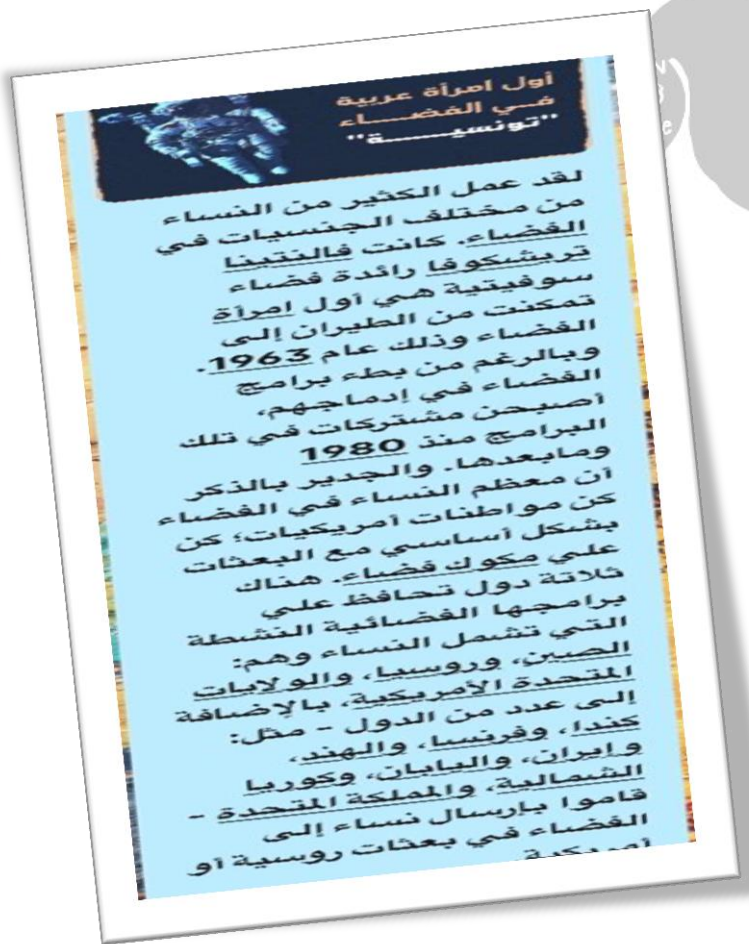 أول امرأة عربية
في الفضـــاء
"تونسيـــــــة"
لقد عمل الكثير من النساء
من مختلف الجنسيات في
الفضاء. كانت فالنتينا
تريشكوفا رائدة فضاء
سوفيتية هي أول امرأة
تمكنت من الطيران إلى
الفضاء وذلك عام 1963.
وبالرغم من بطء برامج
الفضاء في إدماجهم،
أصبحن مشتركات في تلك
البرامج منذ 1980
ومابعدها. والجدير بالذكر
أن معظم النساء في الفضاء
كن مواطنات أمريكيات؛ كن
بشكل أساسي مع البعثات
علي مكوك فضاء. هناك
ثلاثة دول تحافظ علي
برامجها الفضائية النشطة
التي تشمل النساء وهم:
الصين، وروسيا، والولايات
المتحدة الأمريكية، بالإضافة
إلى عدد من الدول - مثل:
كندا، وفرنسا، والهند،
وإيران، واليابان، وكوريا
الشمالية، والمملكة المتحدة -
قاموا بإرسال نساء إلى
الفضاء في بعثات روسية أو